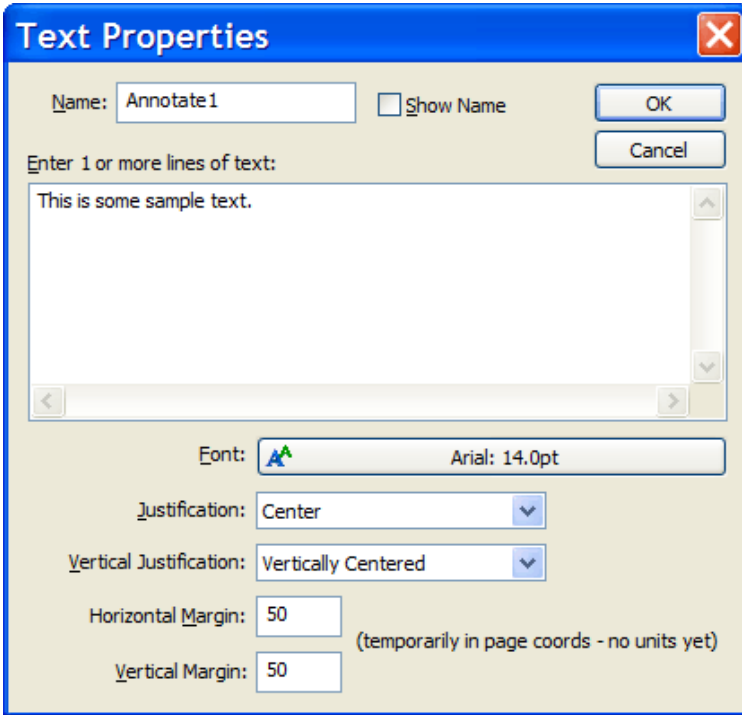 Text Properties
Name: Annotate1 Show Name OK
Cancel
Enter 1 or more lines of text:
This is some sample text.
Font: Arial: 14.0pt
Justification: Center
Vertical Justification: Vertically Centered
Horizontal Margin: 50
(temporarily in page coords - no units yet)
Vertical Margin: 50